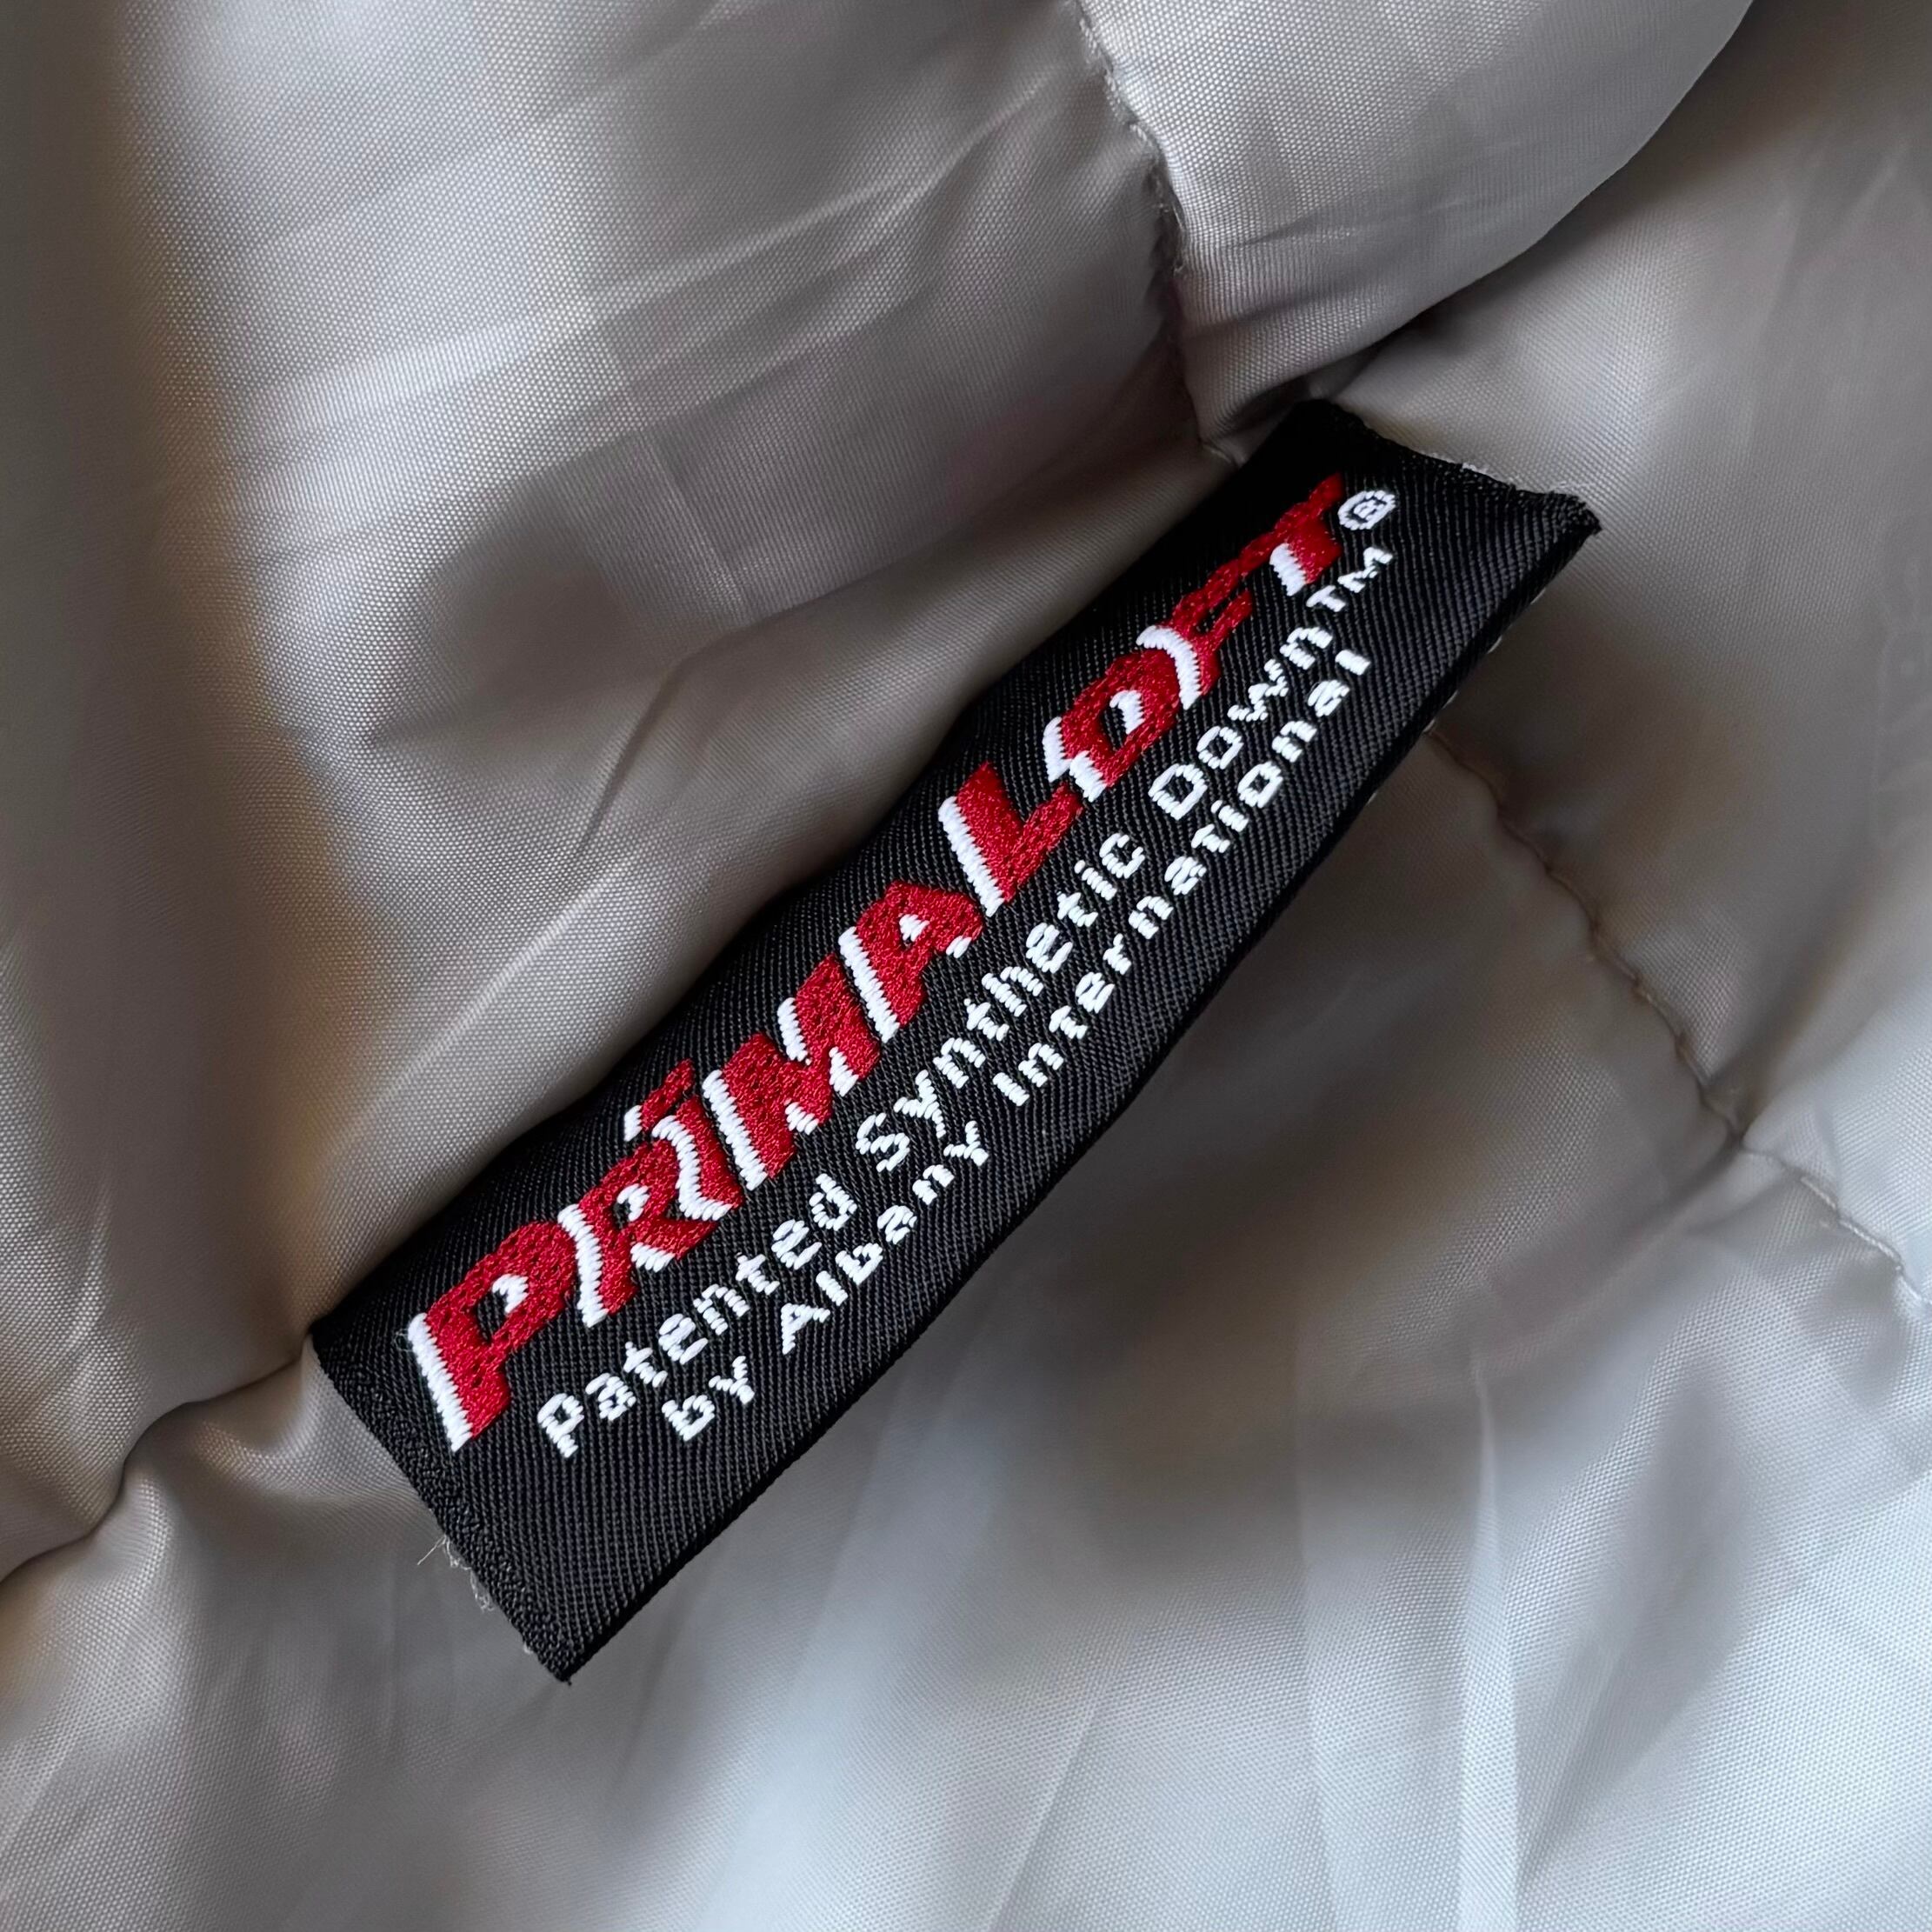 PRiMALOFT®
Patented Synthetic Down™
by Albany International